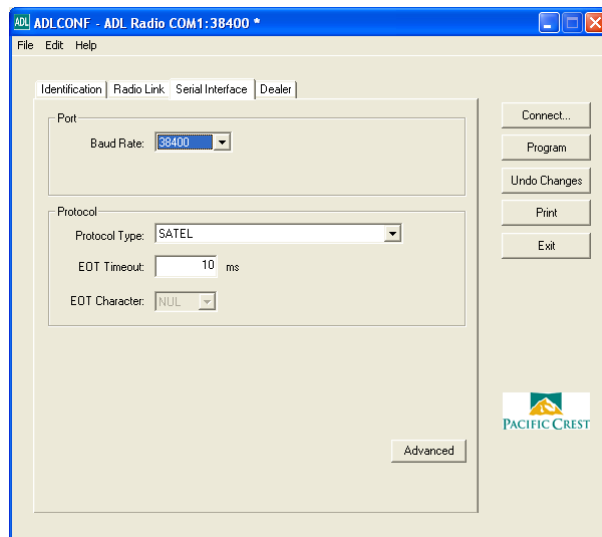 ADL ADLCONF - ADL Radio COM1:38400 *
File Edit Help
Identification Radio Link Serial Interface Dealer
Port
Baud Rate: 38400
Protocol
Protocol Type: SATEL
EOT Timeout: 10 ms
EOT Character: NUL
Advanced
Connect...
Program
Undo Changes
Print
Exit
PACIFIC CREST